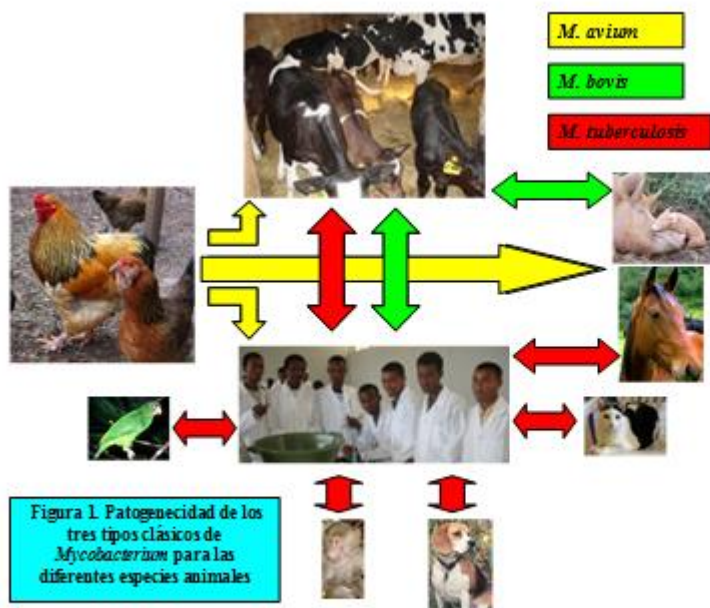 M. avium
M. bovis
M. tuberculosis
Figura 1. Patogenecidad de los
tres tipos clásicos de
Mycobacterium para las
diferentes especies animales